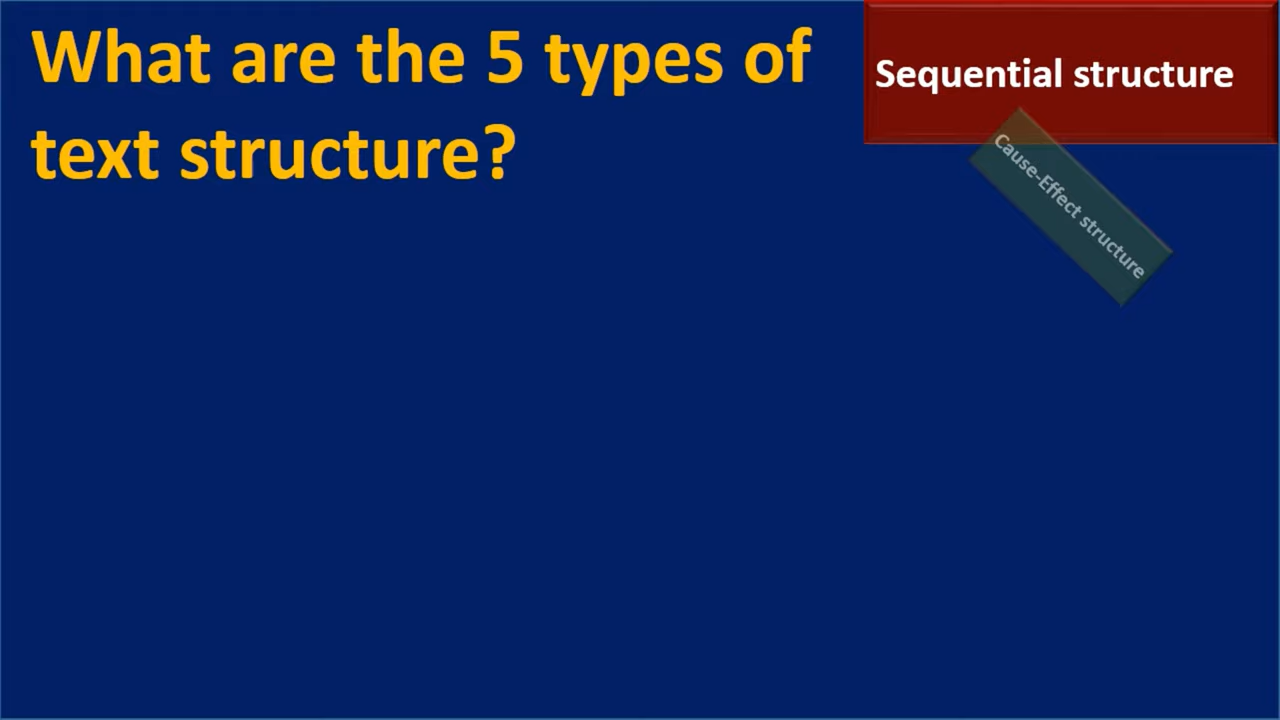 What are the 5 types of
text structure?
Sequential structure
Cause-Effect structure